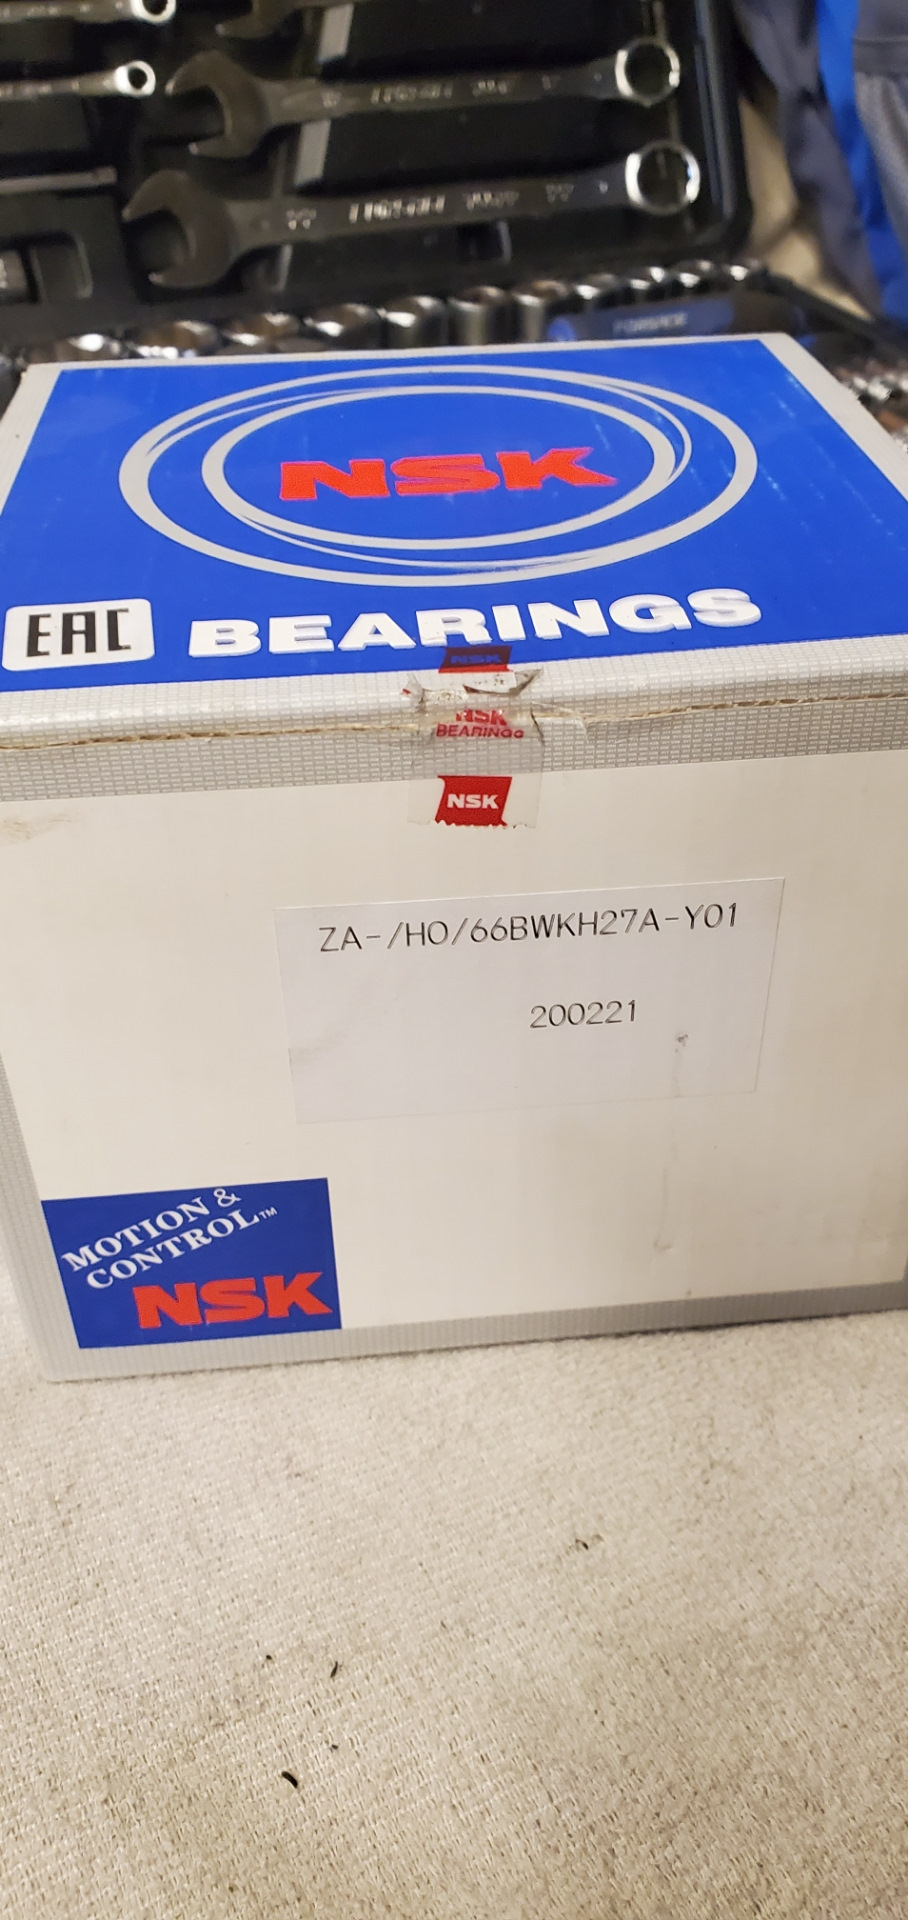 NSK
EAC
BEARINGS
NSK
NSK
BEARINGS
NSK
ZA-/HO/66BWKH27A-Y01
200221
MOTION &
CONTROL™
NSK